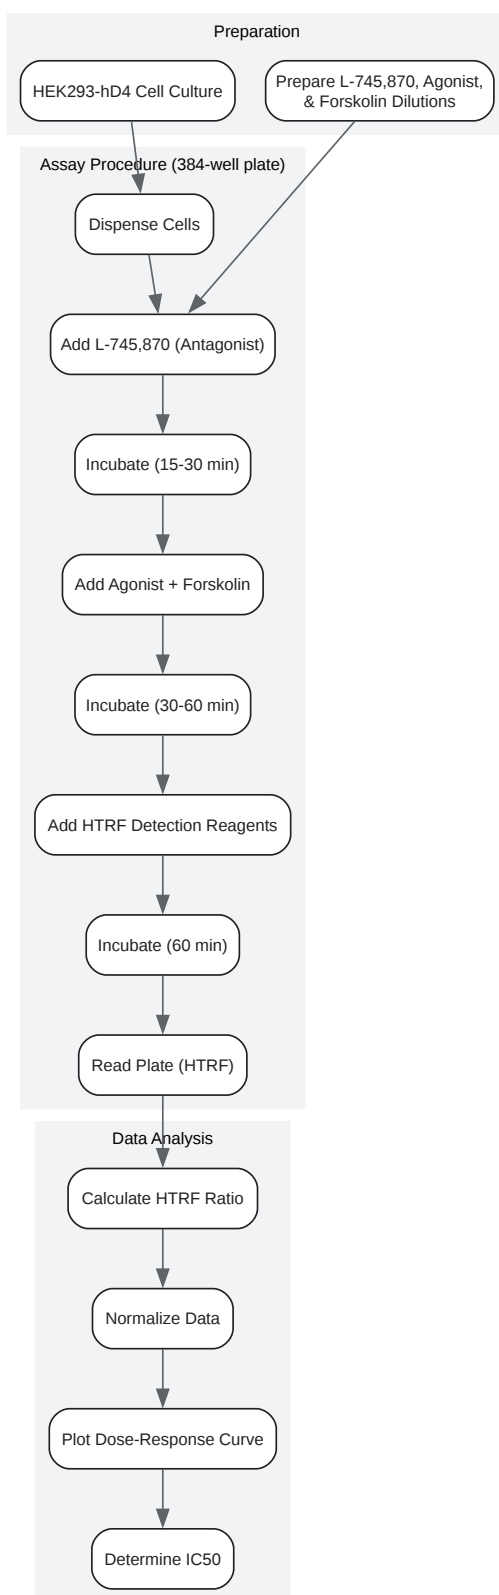 Preparation
HEK293-hD4 Cell Culture
Prepare L-745,870, Agonist,
& Forskolin Dilutions
Assay Procedure (384-well plate)
Dispense Cells
Add L-745,870 (Antagonist)
Incubate (15-30 min)
Add Agonist + Forskolin
Incubate (30-60 min)
Add HTRF Detection Reagents
Incubate (60 min)
Read Plate (HTRF)
Data Analysis
Calculate HTRF Ratio
Normalize Data
Plot Dose-Response Curve
Determine IC50